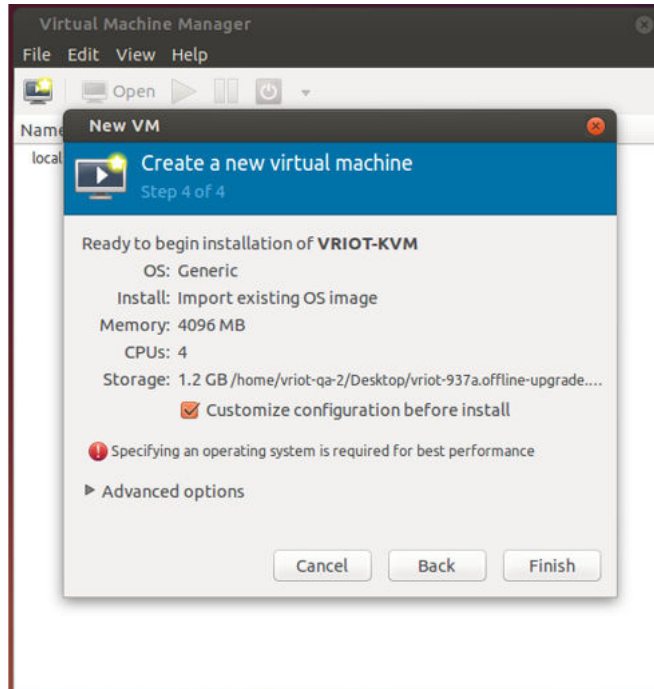 Virtual Machine Manager
File Edit View Help
Open
Name
local
New VM
Create a new virtual machine
Step 4 of 4
Ready to begin installation of VRIOT-KVM
OS: Generic
Install: Import existing OS image
Memory: 4096 MB
CPUs: 4
Storage: 1.2 GB /home/vriot-qa-2/Desktop/vriot-937a.offline-upgrade....
Customize configuration before install
Specifying an operating system is required for best performance
Advanced options
Cancel Back Finish